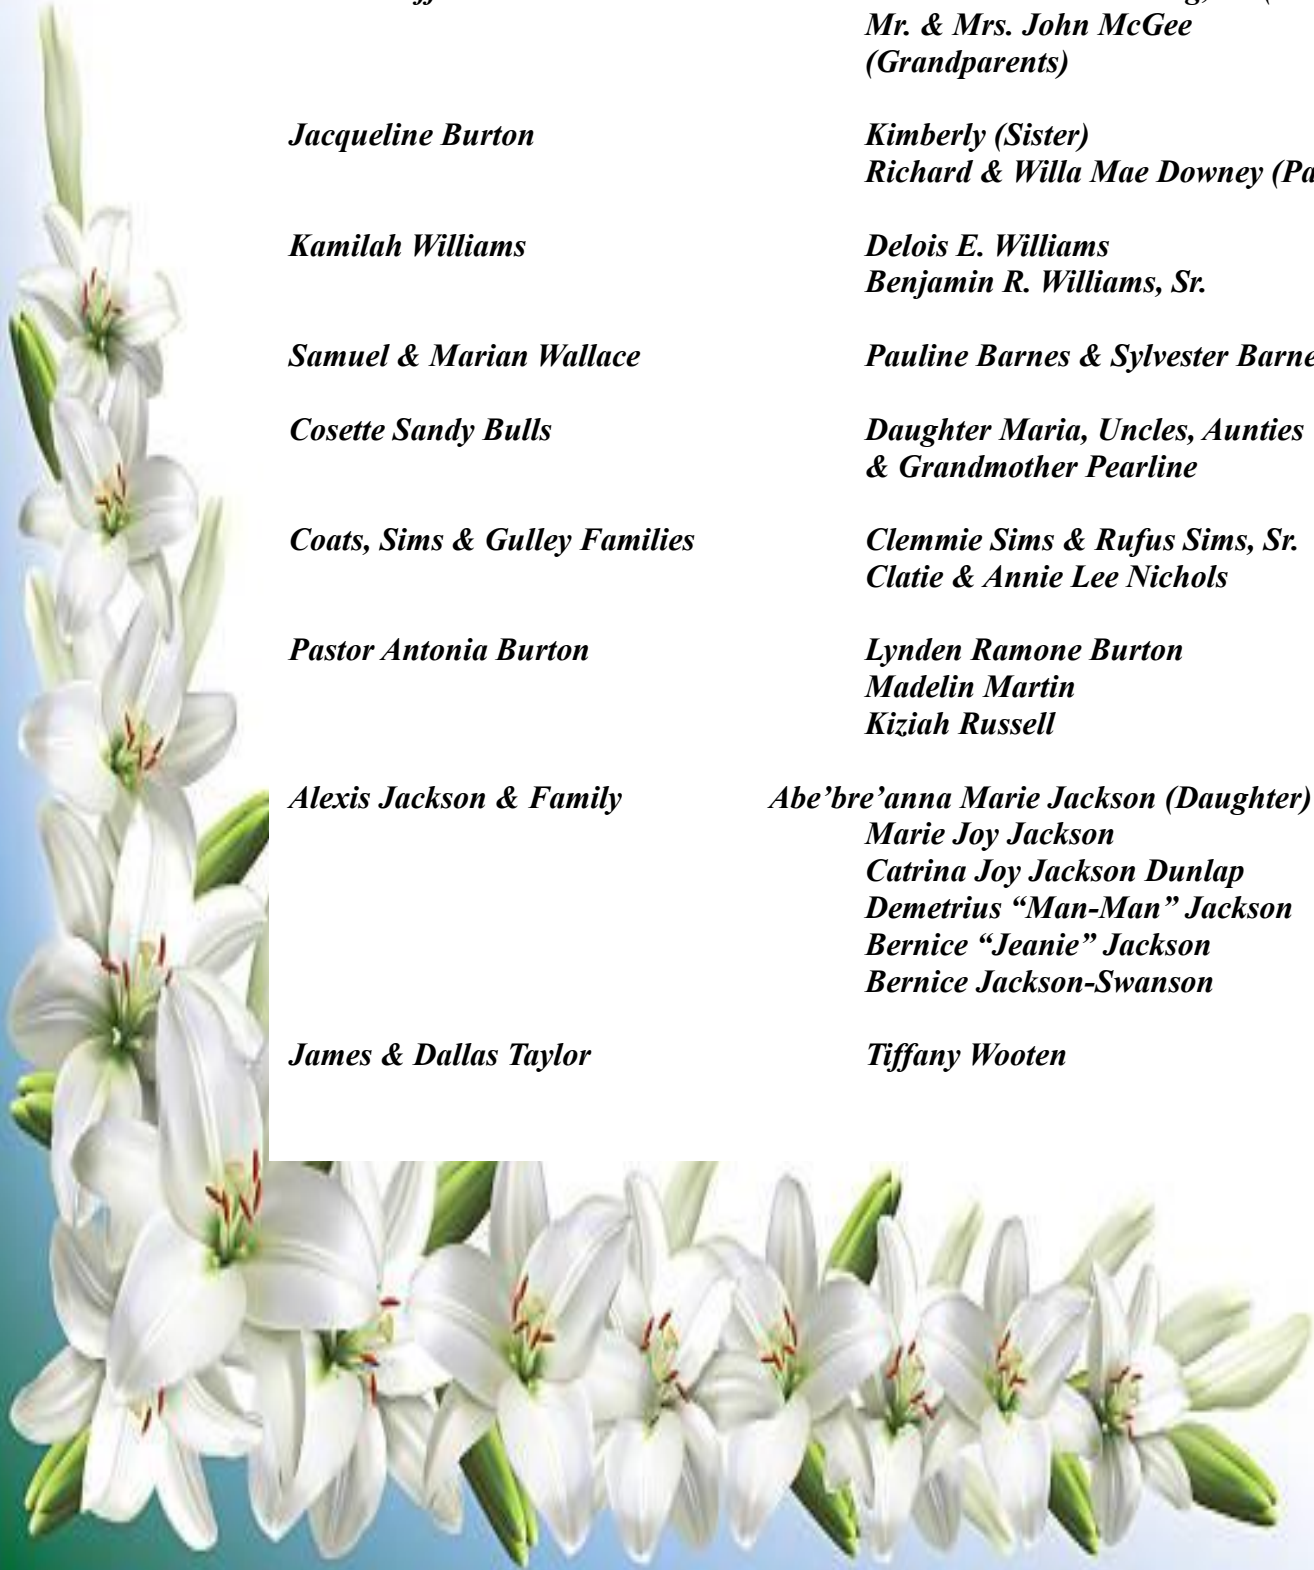 Mr. & Mrs. John McGee
(Grandparents)
Jacqueline Burton Kimberly (Sister)
Richard & Willa Mae Downey
Kamilah Williams Delois E. Williams
Benjamin R. Williams, Sr.
Samuel & Marian Wallace Pauline Barnes & Sylvester
Cosette Sandy Bulls Daughter Maria, Uncles, Aunties
& Grandmother Pearline
Coats, Sims & Gulley Families Clemmie Sims & Rufus Sims, Sr.
Clatie & Annie Lee Nichols
Pastor Antonia Burton Lynden Ramone Burton
Madelin Martin
Kiziah Russell
Alexis Jackson & Family Abe’bre’anna Marie Jackson (Daughter)
Marie Joy Jackson
Catrina Joy Jackson Dunlap
Demetrius “Man-Man” Jackson
Bernice “Jeanie” Jackson
Bernice Jackson-Swanson
James & Dallas Taylor Tiffany Wooten